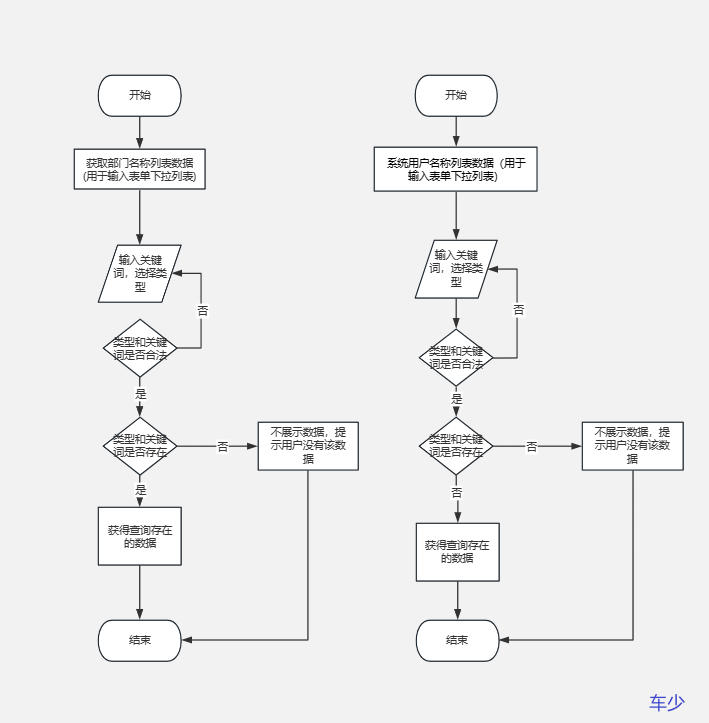 开始
获取部门名称列表数据
(用于输入表单下拉列表)
输入关键
词，选择类
型
否
类型和关键
词是否合法
是
类型和关键
词是否存在
否
不展示数据，提
示用户没有该数
据
是
获得查询存在
的数据
结束
开始
系统用户名称列表数据（用于
输入表单下拉列表）
输入关键
词，选择类
型
否
类型和关键
词是否合法
是
类型和关键
词是否存在
否
不展示数据，提
示用户没有该数
据
否
获得查询存在
的数据
结束
车少